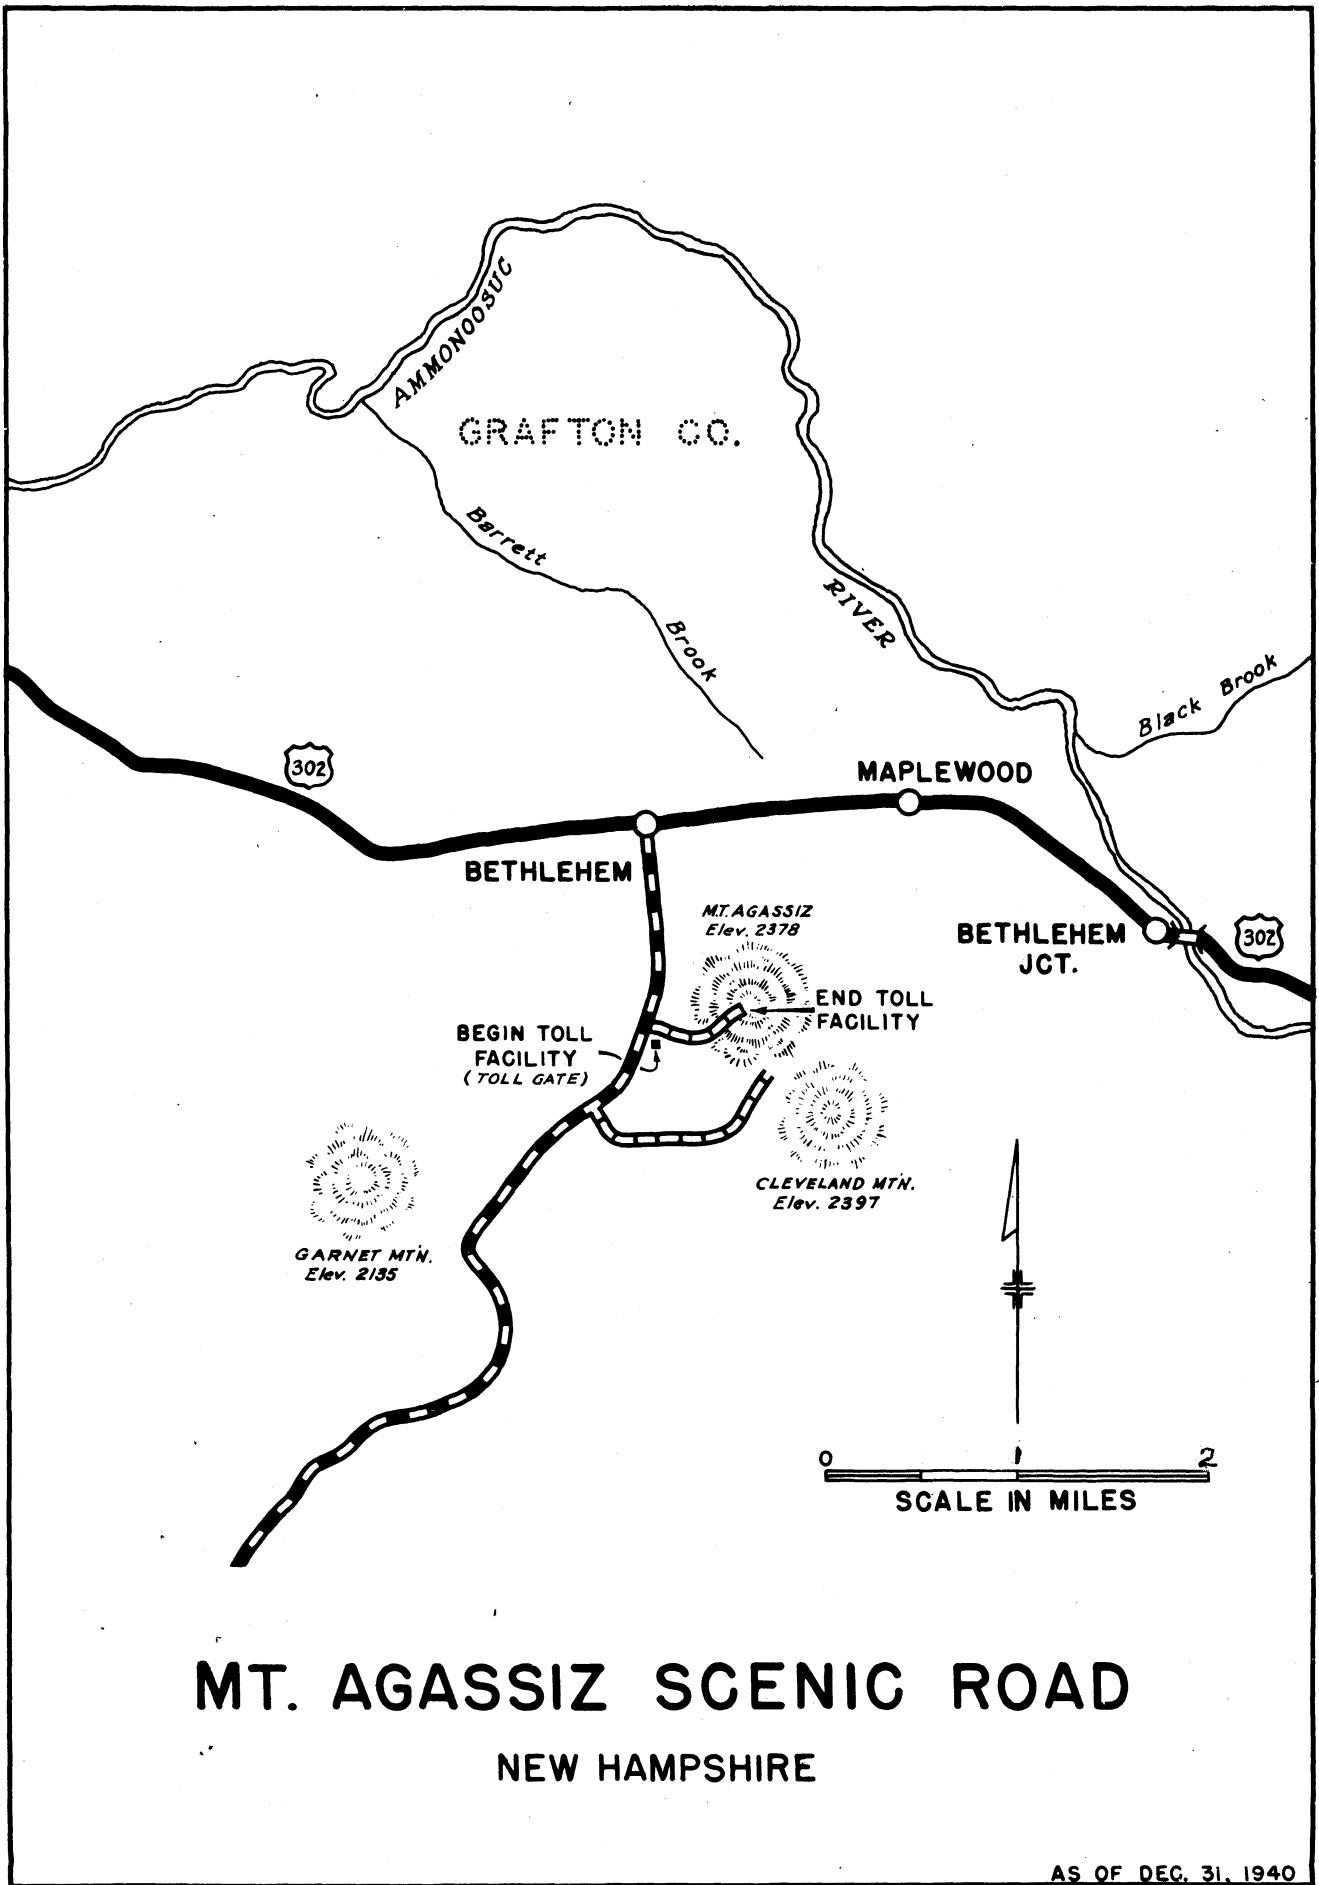 AMMONOOSUC
GRAFTON CO.
Barrett
Brook
RIVER
Black Brook
302
MAPLEWOOD
BETHLEHEM
MT. AGASSIZ
Elev. 2378
BETHLEHEM
JCT.
302
END TOLL
FACILITY
BEGIN TOLL
FACILITY
(TOLL GATE)
CLEVELAND MT'N.
Elev. 2397
GARNET MT'N.
Elev. 2135
0 1 2
SCALE IN MILES
MT. AGASSIZ SCENIC ROAD
NEW HAMPSHIRE
AS OF DEC. 31, 1940